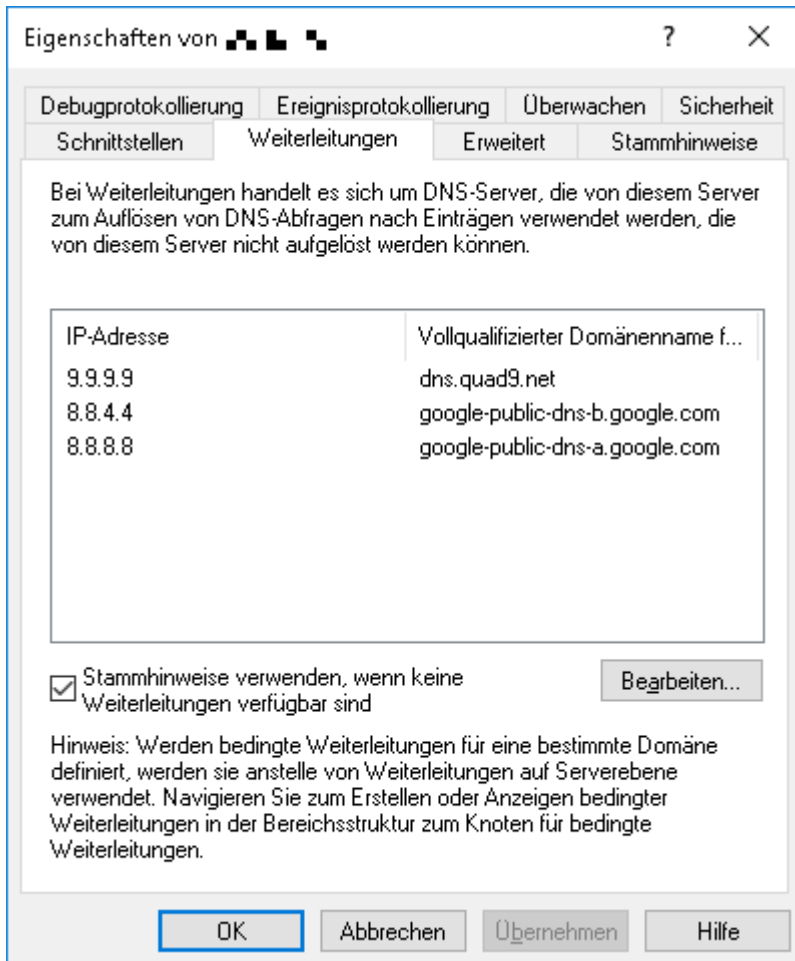 Eigenschaften von
Debugprotokollierung Ereignisprotokollierung Überwachen Sicherheit
Schnittstellen Weiterleitungen Erweitert Stammhinweise
Bei Weiterleitungen handelt es sich um DNS-Server, die von diesem Server
zum Auflösen von DNS-Abfragen nach Einträgen verwendet werden, die
von diesem Server nicht aufgelöst werden können.
IP-Adresse Vollqualifizierter Domänenname f...
9.9.9.9 dns.quad9.net
8.8.4.4 google-public-dns-b.google.com
8.8.8.8 google-public-dns-a.google.com
Stammhinweise verwenden, wenn keine
Weiterleitungen verfügbar sind
Bearbeiten...
Hinweis: Werden bedingte Weiterleitungen für eine bestimmte Domäne
definiert, werden sie anstelle von Weiterleitungen auf Serverebene
verwendet. Navigieren Sie zum Erstellen oder Anzeigen bedingter
Weiterleitungen in der Bereichsstruktur zum Knoten für bedingte
Weiterleitungen.
OK Abbrechen Übernehmen Hilfe